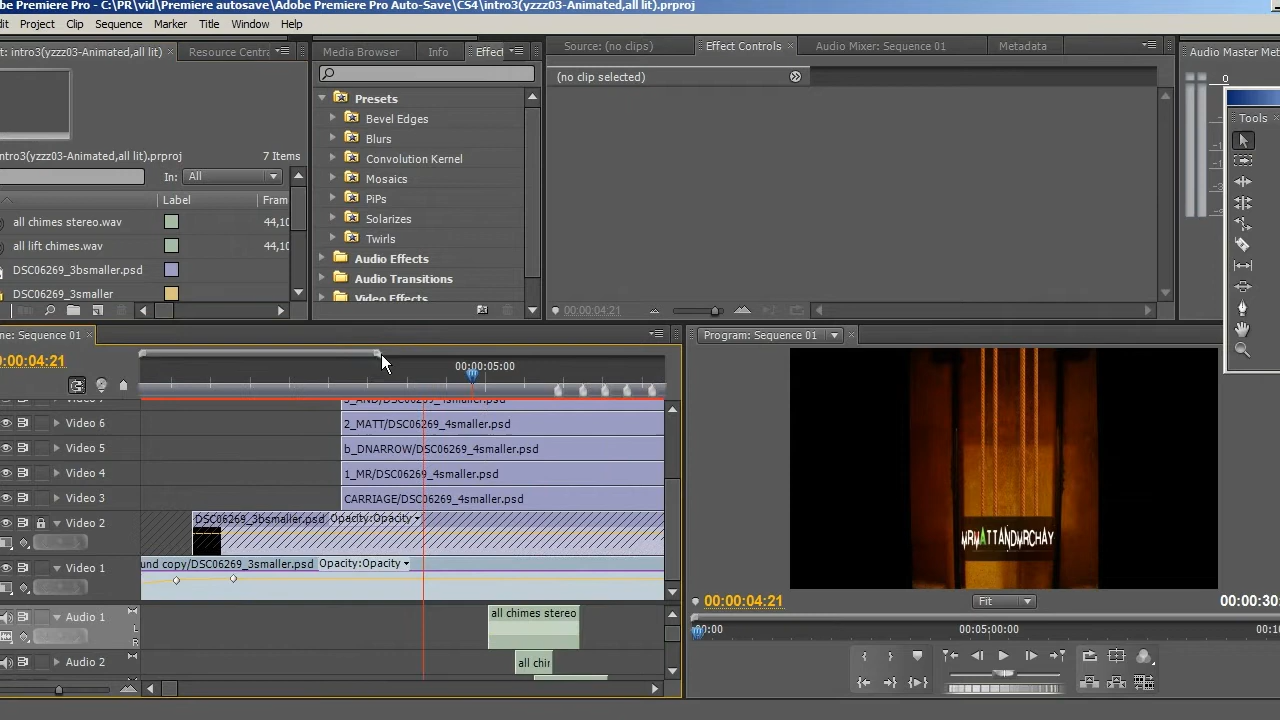 be Premiere Pro - C:\PR\vid\Premiere autosave\Adobe Premiere Pro Auto-Save\CS4\intro3(yzzz03-Animated,all lit).prproj
dit Project Clip Sequence Marker Title Window Help
t: intro3(yzzz03-Animated,all lit) × Resource Centra
Media Browser Info Effect
Source: (no clips) Effect Controls × Audio Mixer: Sequence 01 Metadata
Audio Master Met
(no clip selected)
0
Presets
Bevel Edges
Blurs
Convolution Kernel
Mosaics
PiPs
Solarizes
Twirls
Audio Effects
Audio Transitions
Video Effects
Tools
intro3(yzzz03-Animated,all lit).prproj
7 Items
In: All
Label Fram
all chimes stereo.wav 44,10
all lift chimes.wav 44,10
DSC06269_3bsmaller.psd
DSC06269_3smaller
00:00:04:21
ne: Sequence 01 ×
00:00:04:21
00:00:05:00
3_AND/DSC06269_4smaller.psd
Video 6 2_MATT/DSC06269_4smaller.psd
Video 5 b_DNARROW/DSC06269_4smaller.psd
Video 4 1_MR/DSC06269_4smaller.psd
Video 3 CARRIAGE/DSC06269_4smaller.psd
Video 2 DSC06269_3bsmaller.psd Opacity:Opacity
Video 1 und copy/DSC06269_3smaller.psd Opacity:Opacity
Audio 1 all chimes stereo
L
R
Audio 2 all chir
Program: Sequence 01 ×
MRMATTANDMRCHAY
00:00:04:21 Fit 00:00:30:
00:00 00:05:00:00 00:10